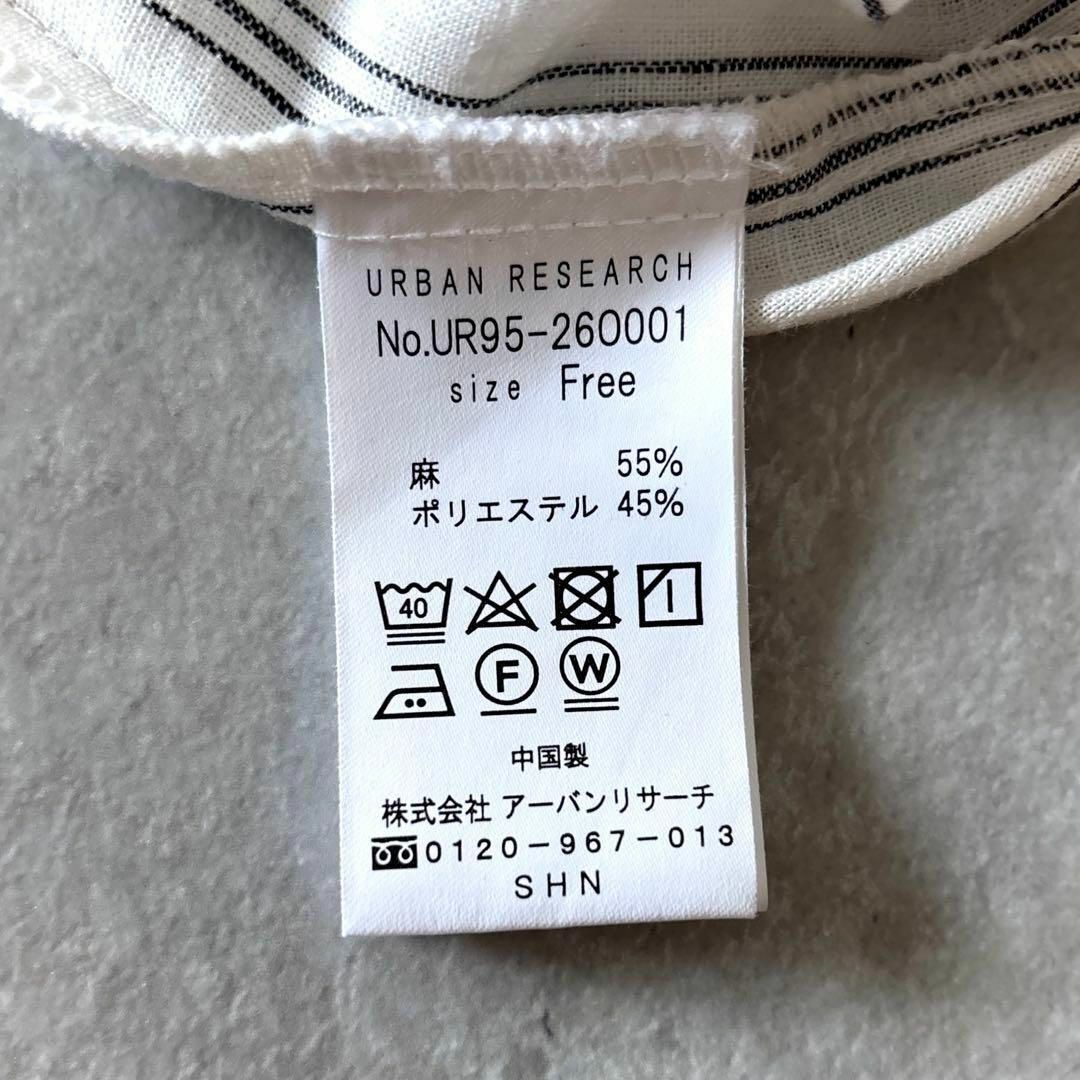 URBAN RESEARCH
No.UR95-260001
size Free
麻 55%
ポリエステル 45%
40
F W
中国製
株式会社 アーバンリサーチ
0120-967-013
SHN